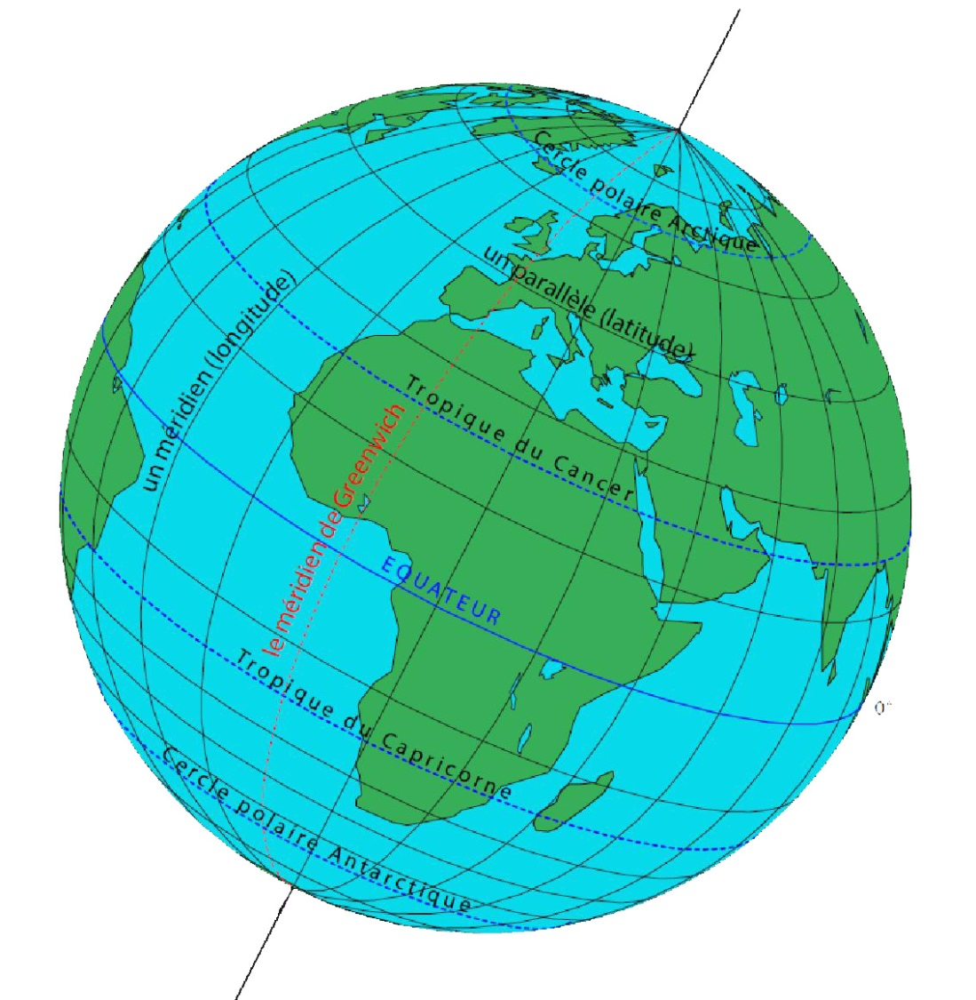 Cercle polaire Arctique
un parallèle (latitude)
un méridien (longitude)
Tropique du Cancer
le méridien de Greenwich
EQUATEUR
Tropique du Capricorne
0°
Cercle polaire Antarctique